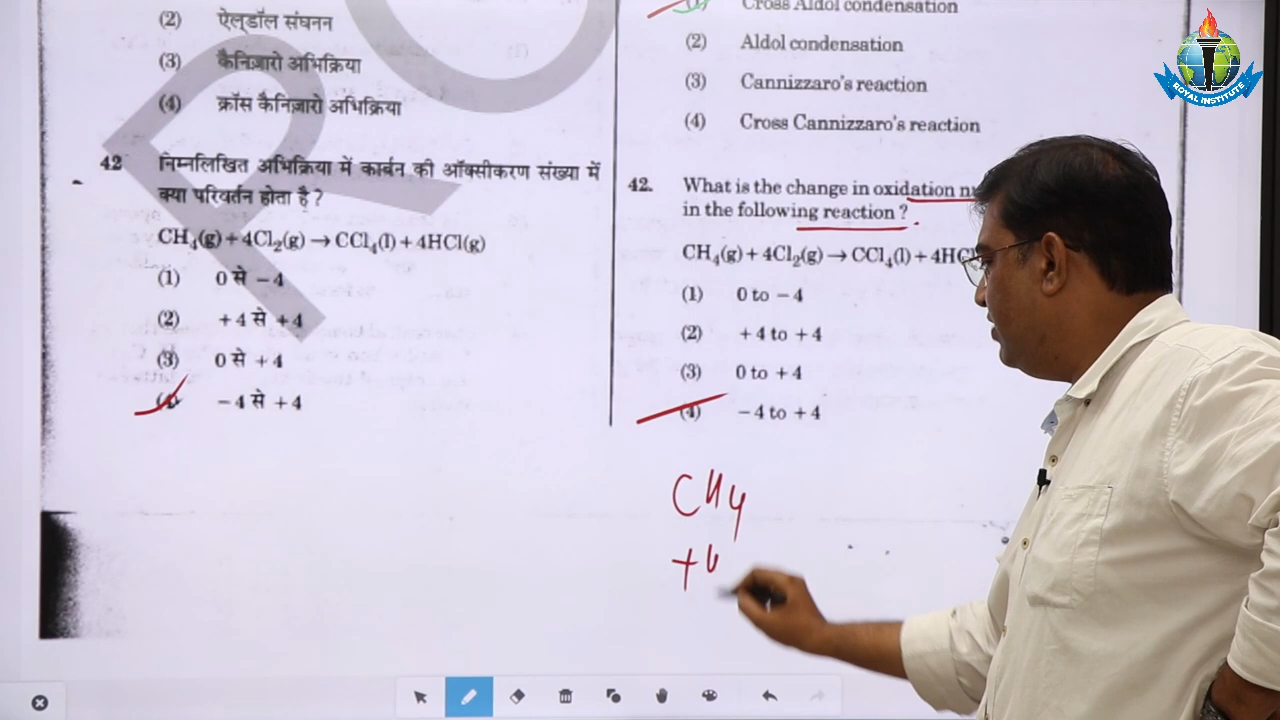 (2) ऐल्डॉल संघनन
(3) कैनिज़ारो अभिक्रिया
(4) क्रॉस कैनिज़ारो अभिक्रिया
42 निम्नलिखित अभिक्रिया में कार्बन की ऑक्सीकरण संख्या में
क्या परिवर्तन होता है ?
CH₄(g) + 4Cl₂(g) → CCl₄(l) + 4HCl(g)
(1) 0 से – 4
(2) + 4 से + 4
(3) 0 से + 4
– 4 से + 4
Cross Aldol condensation
(2) Aldol condensation
(3) Cannizzaro's reaction
(4) Cross Cannizzaro's reaction
42. What is the change in oxidation
in the following reaction ?
CH₄(g) + 4Cl₂(g) → CCl₄(l) + 4HCl
(1) 0 to – 4
(2) + 4 to + 4
(3) 0 to + 4
(4) – 4 to + 4
CH4
ROYAL INSTITUTE